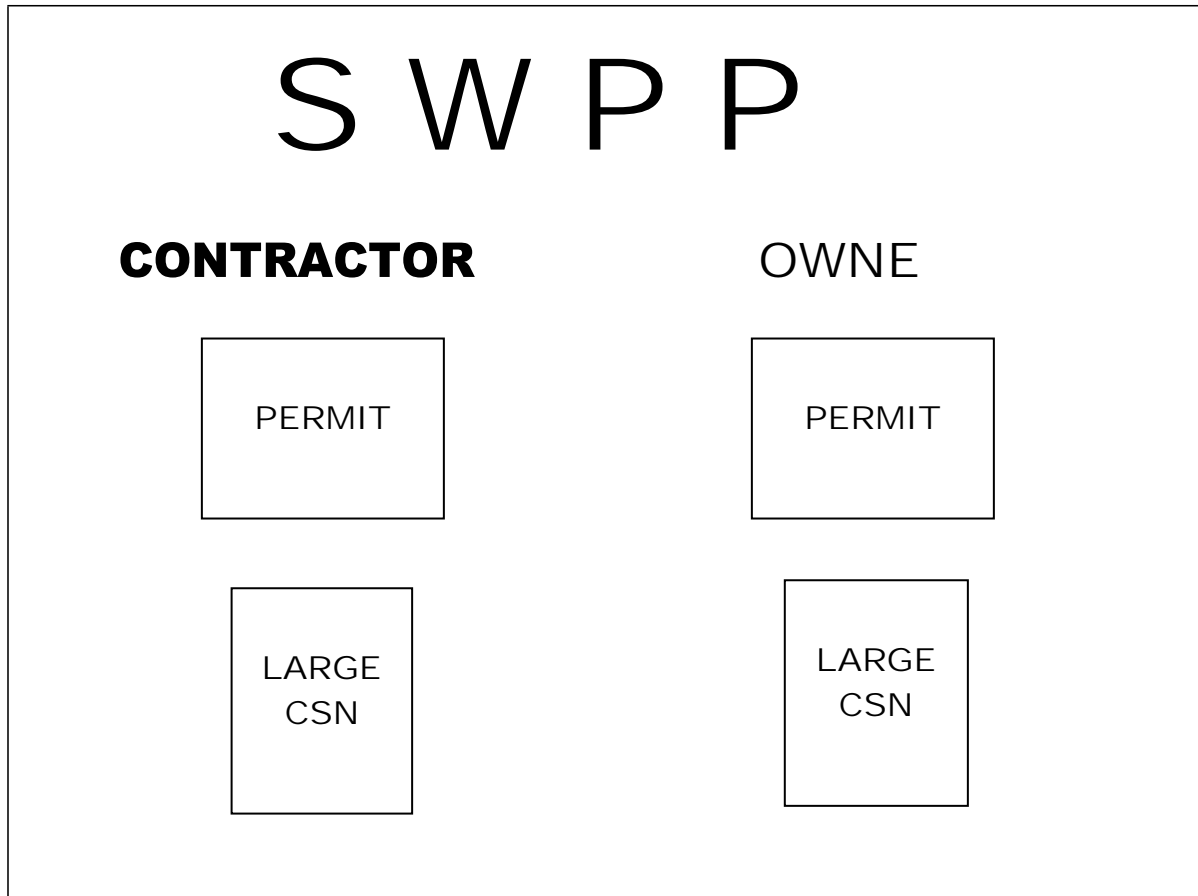 S W P P
CONTRACTOR
OWNE
PERMIT
PERMIT
LARGE
CSN
LARGE
CSN